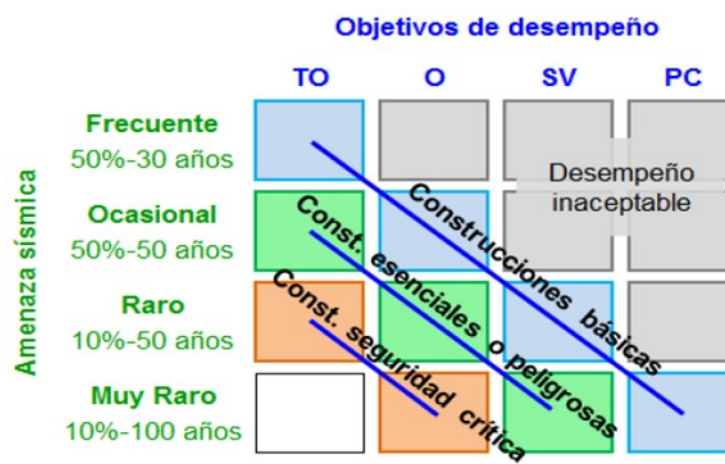 Objetivos de desempeño
TO O SV PC
Amenaza sísmica
Frecuente
50%-30 años
Ocasional
50%-50 años
Raro
10%-50 años
Muy Raro
10%-100 años
Desempeño
inaceptable
Construcciones básicas
Const. esenciales o peligrosas
Const. seguridad crítica